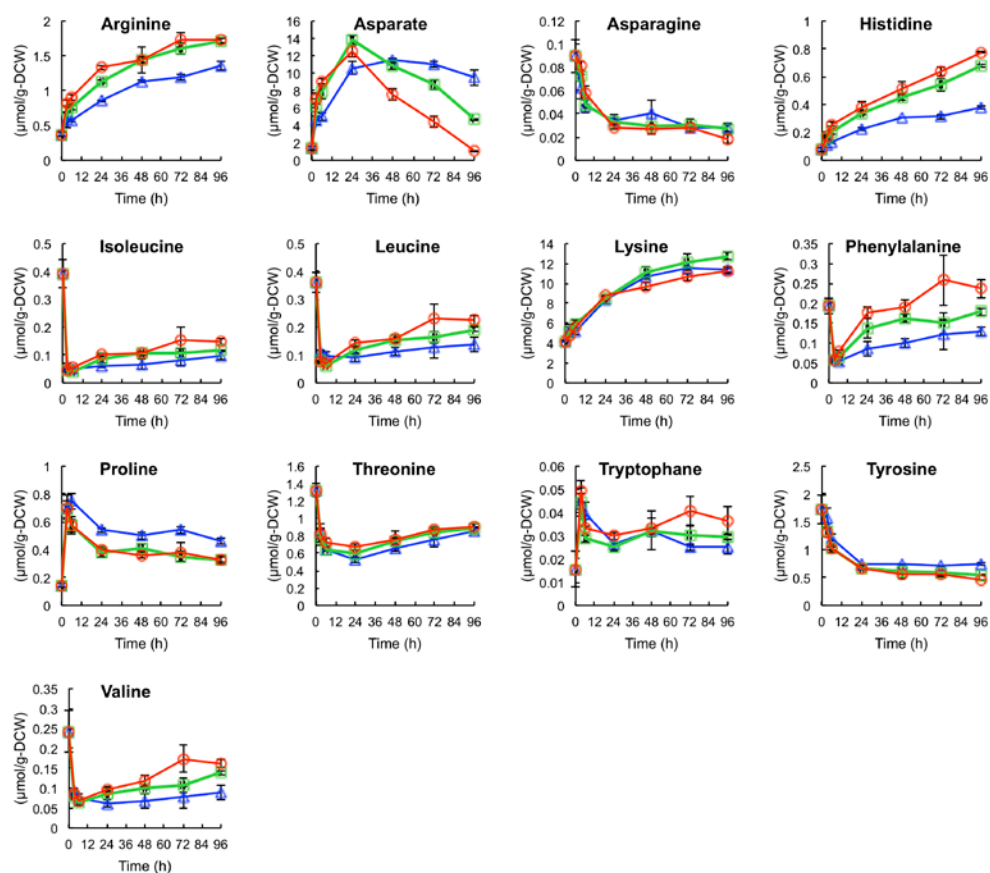 Arginine
(μmol/g-DCW)
2
1.5
1
0.5
0
0 12 24 36 48 60 72 84 96
Time (h)
Asparate
(μmol/g-DCW)
16
14
12
10
8
6
4
2
0
0 12 24 36 48 60 72 84 96
Time (h)
Asparagine
(μmol/g-DCW)
0.12
0.1
0.08
0.06
0.04
0.02
0
0 12 24 36 48 60 72 84 96
Time (h)
Histidine
(μmol/g-DCW)
1
0.8
0.6
0.4
0.2
0
0 12 24 36 48 60 72 84 96
Time (h)
Isoleucine
(μmol/g-DCW)
0.5
0.4
0.3
0.2
0.1
0
0 12 24 36 48 60 72 84 96
Time (h)
Leucine
(μmol/g-DCW)
0.5
0.4
0.3
0.2
0.1
0
0 12 24 36 48 60 72 84 96
Time (h)
Lysine
(μmol/g-DCW)
14
12
10
8
6
4
2
0
0 12 24 36 48 60 72 84 96
Time (h)
Phenylalanine
(μmol/g-DCW)
0.35
0.3
0.25
0.2
0.15
0.1
0.05
0
0 12 24 36 48 60 72 84 96
Time (h)
Proline
(μmol/g-DCW)
1
0.8
0.6
0.4
0.2
0
0 12 24 36 48 60 72 84 96
Time (h)
Threonine
(μmol/g-DCW)
1.6
1.4
1.2
1.0
0.8
0.6
0.4
0.2
0
0 12 24 36 48 60 72 84 96
Time (h)
Tryptophane
(μmol/g-DCW)
0.06
0.05
0.04
0.03
0.02
0.01
0
0 12 24 36 48 60 72 84 96
Time (h)
Tyrosine
(μmol/g-DCW)
2.5
2
1.5
1
0.5
0
0 12 24 36 48 60 72 84 96
Time (h)
Valine
(μmol/g-DCW)
0.35
0.3
0.25
0.2
0.15
0.1
0.05
0
0 12 24 36 48 60 72 84 96
Time (h)